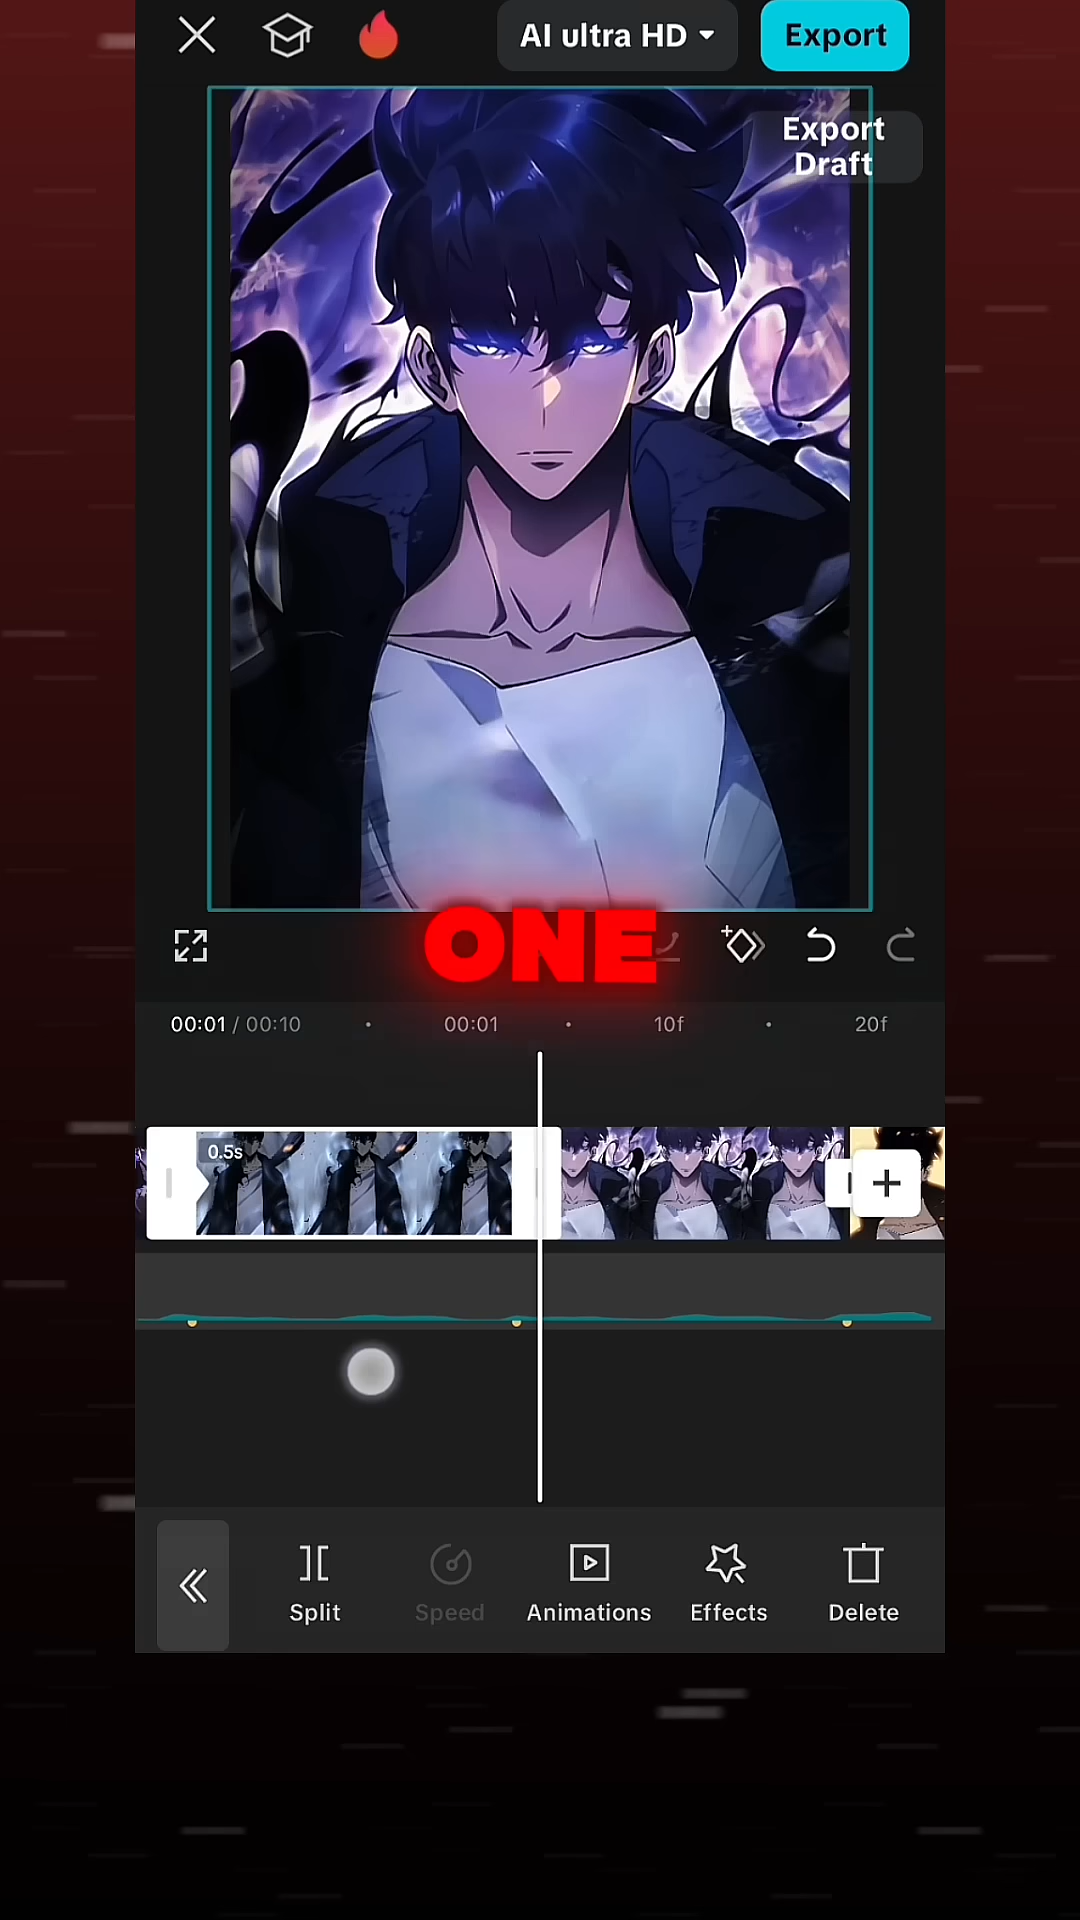 AI ultra HD
Export
Export
Draft
ONE
00:01 / 00:10
00:01
10f
20f
0.5s
Split
Speed
Animations
Effects
Delete